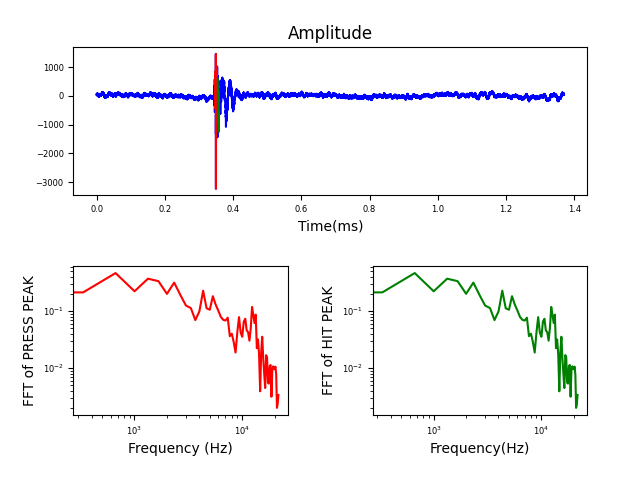 Amplitude
1000
0
−1000
−2000
−3000
0.0 0.2 0.4 0.6 0.8 1.0 1.2 1.4
Time(ms)
FFT of PRESS PEAK
10⁻¹
10⁻²
10³ 10⁴
Frequency (Hz)
FFT of HIT PEAK
10⁻¹
10⁻²
10³ 10⁴
Frequency(Hz)